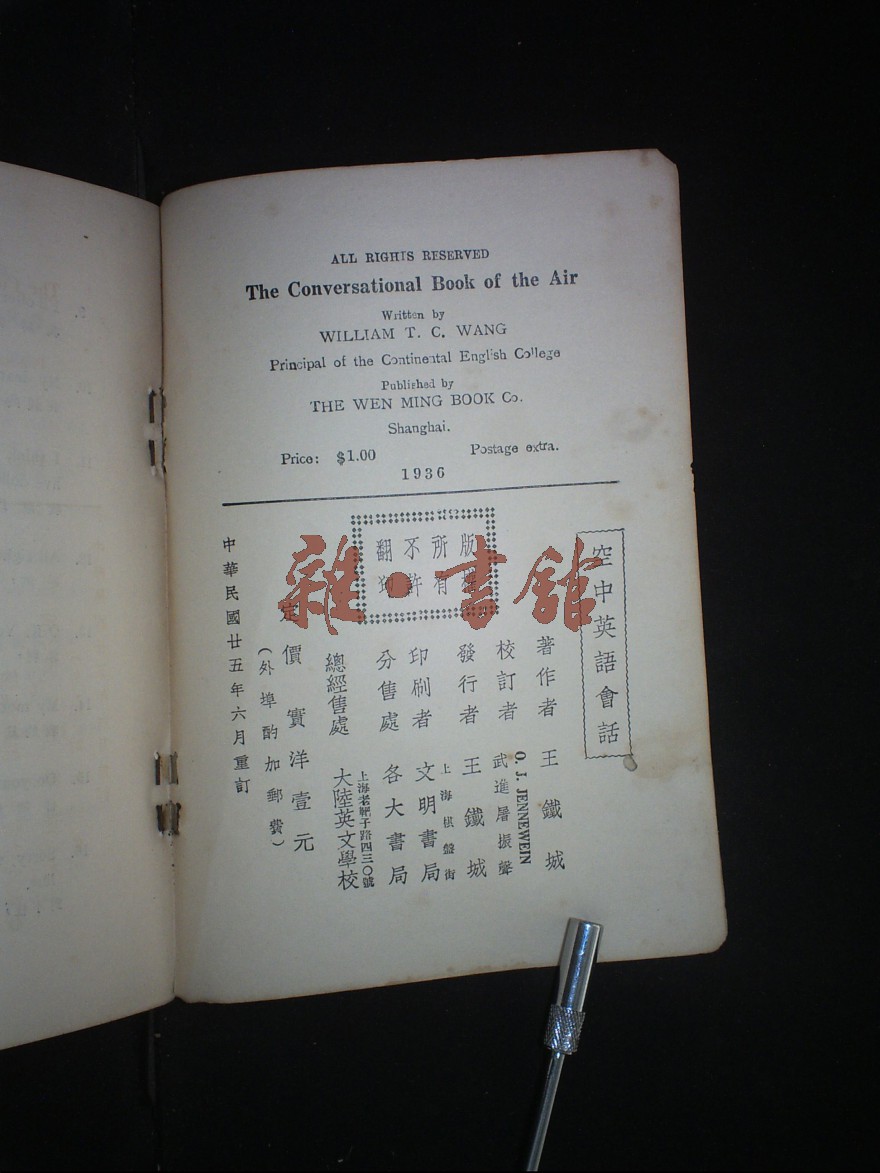 ALL RIGHTS RESERVED
The Conversational Book of the Air
Written by
WILLIAM T. C. WANG
Principal of the Continental English College
Published by
THE WEN MING BOOK Co.
Shanghai.
Price: $1.00 Postage extra.
1936
空中英語會話
版權
所有
不許
翻
著作者 王鐵城
校訂者 O. J. JENNEWEIN
武進屠振聲
發行者 王鐵城
印刷者 上海棋盤街
文明書局
分售處 各大書局
總經售處 上海老靶子路四三〇號
大陸英文學校
定價實洋壹元
(外埠酌加郵費)
中華民國廿五年六月重訂
雜·書館